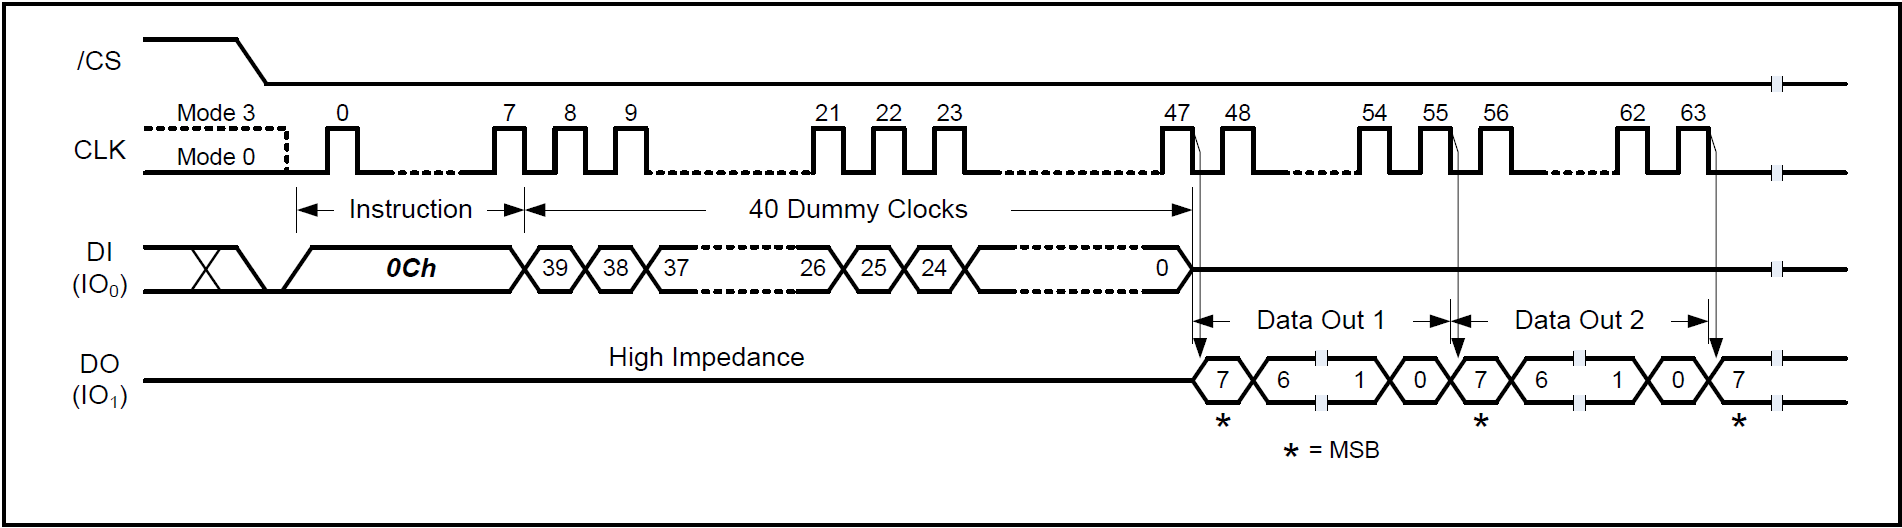 /CS
Mode 3 0 7 8 9 21 22 23 47 48 54 55 56 62 63
CLK
Mode 0
Instruction 40 Dummy Clocks
DI
(IO0) 0Ch 39 38 37 26 25 24 0
Data Out 1 Data Out 2
High Impedance
DO
(IO1) 7 6 1 0 7 6 1 0 7
* * *
* = MSB